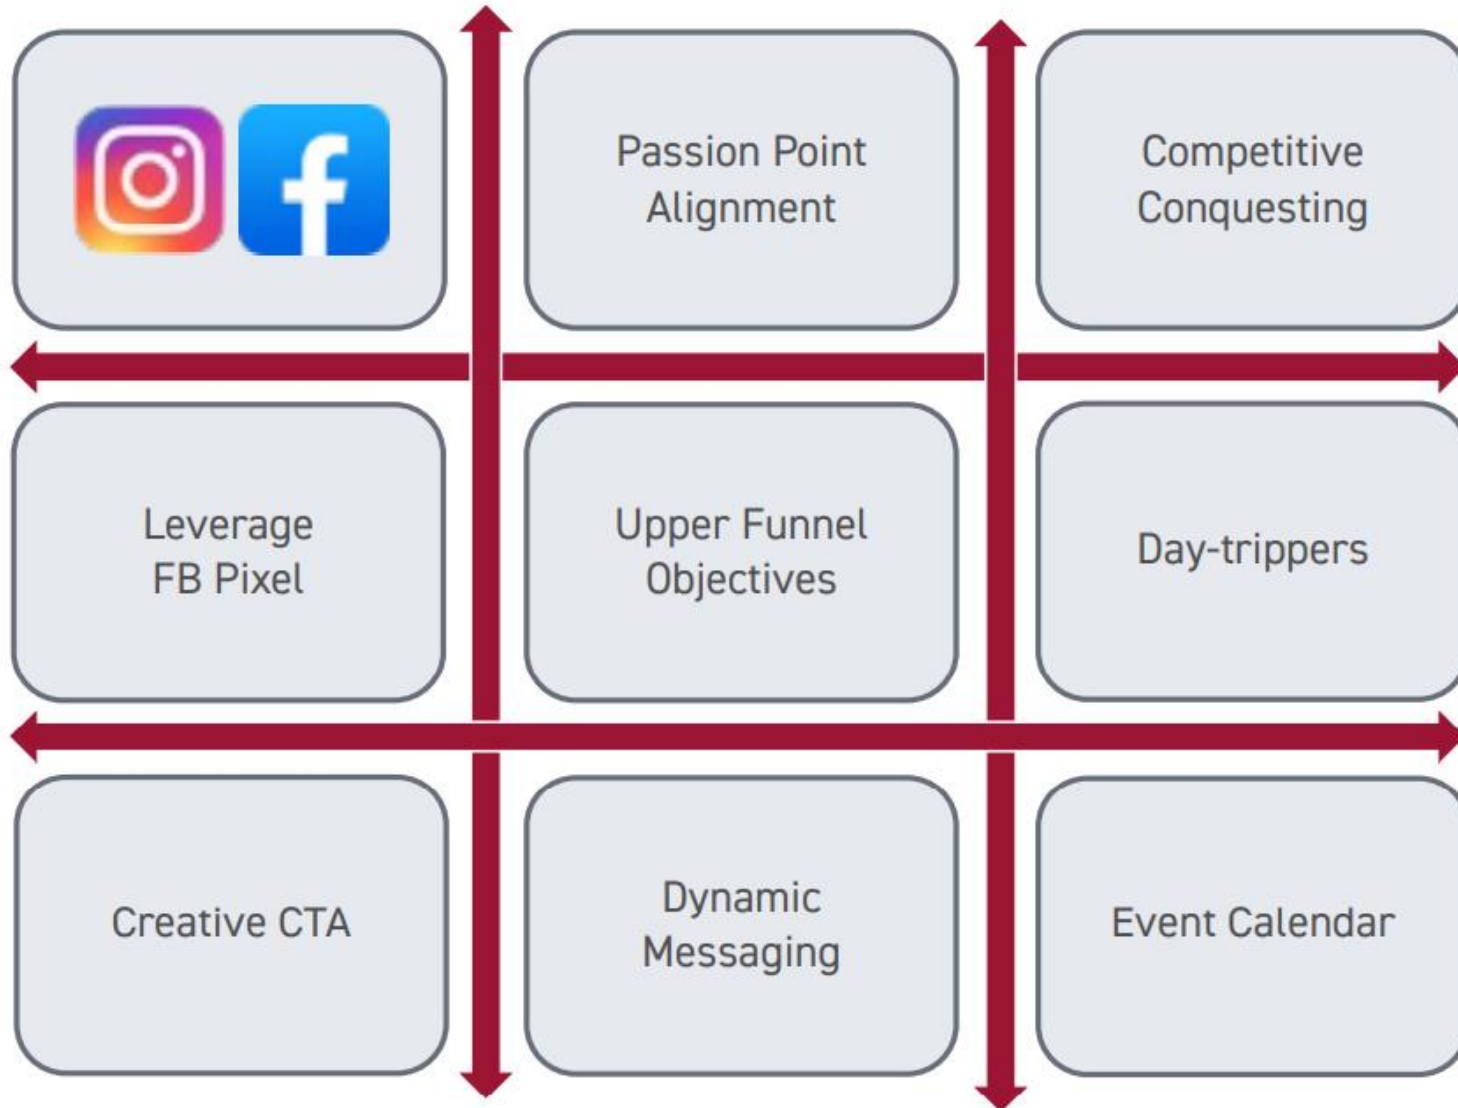 Passion Point
Alignment
Competitive
Conquesting
Leverage
FB Pixel
Upper Funnel
Objectives
Day-trippers
Creative CTA
Dynamic
Messaging
Event Calendar